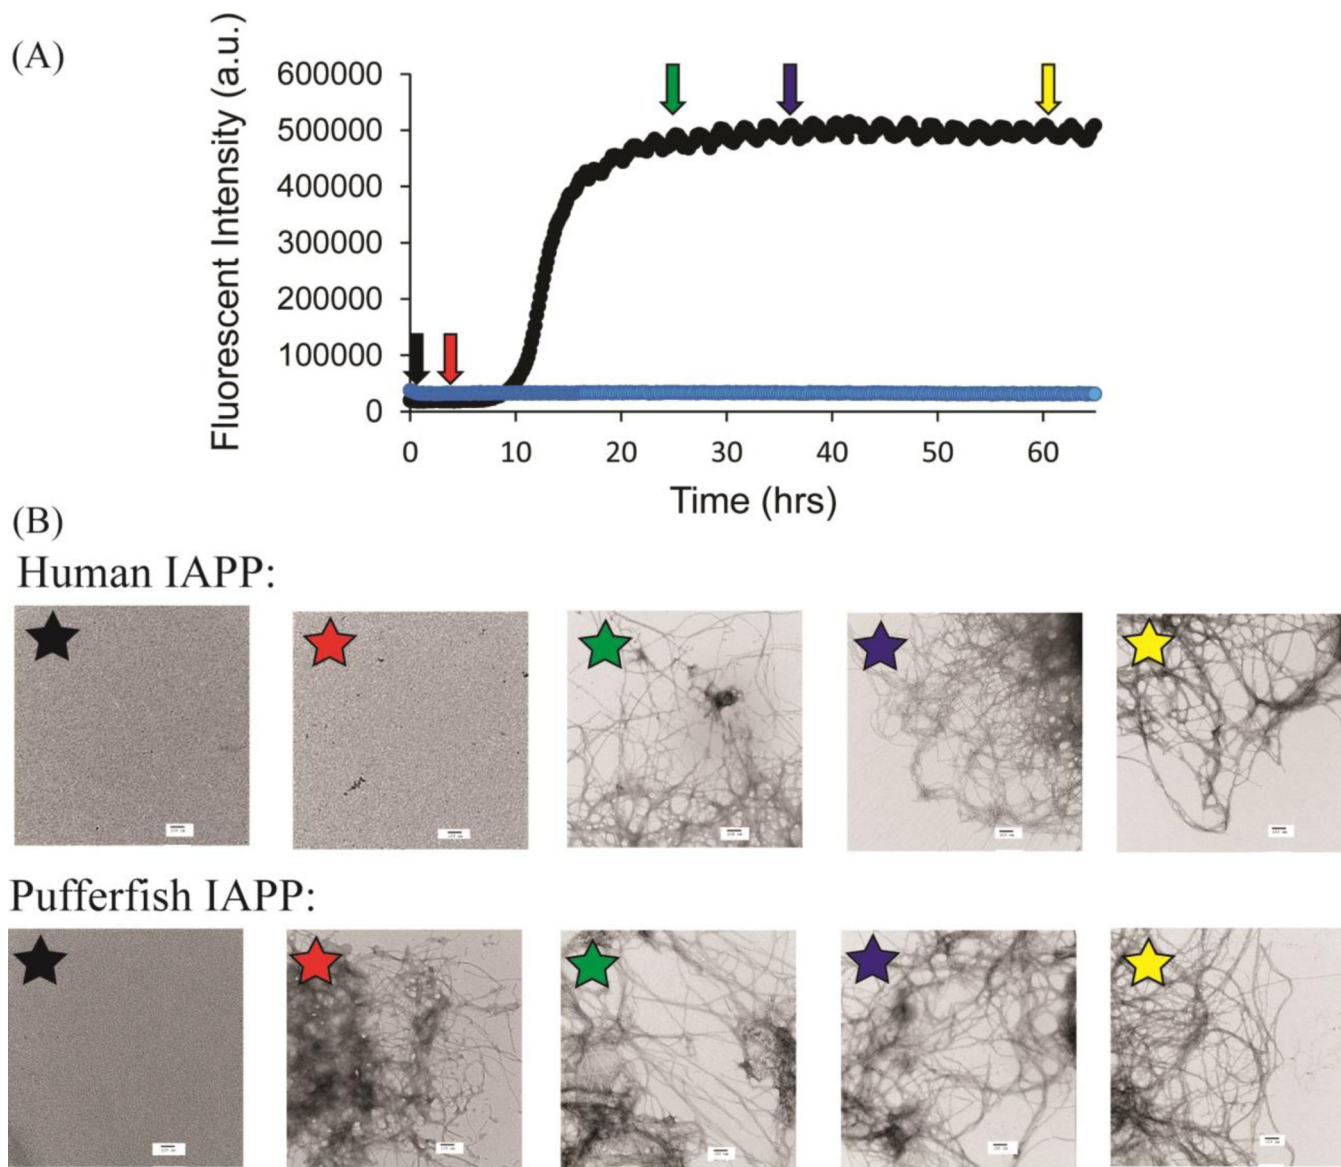 (A)
Fluorescent Intensity (a.u.)
600000
500000
400000
300000
200000
100000
0
0 10 20 30 40 50 60
Time (hrs)
(B)
Human IAPP:
Pufferfish IAPP: